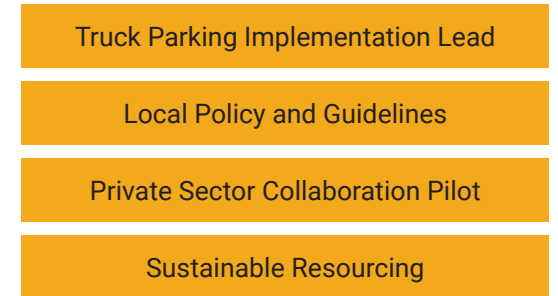 Truck Parking Implementation Lead
Local Policy and Guidelines
Private Sector Collaboration Pilot
Sustainable Resourcing